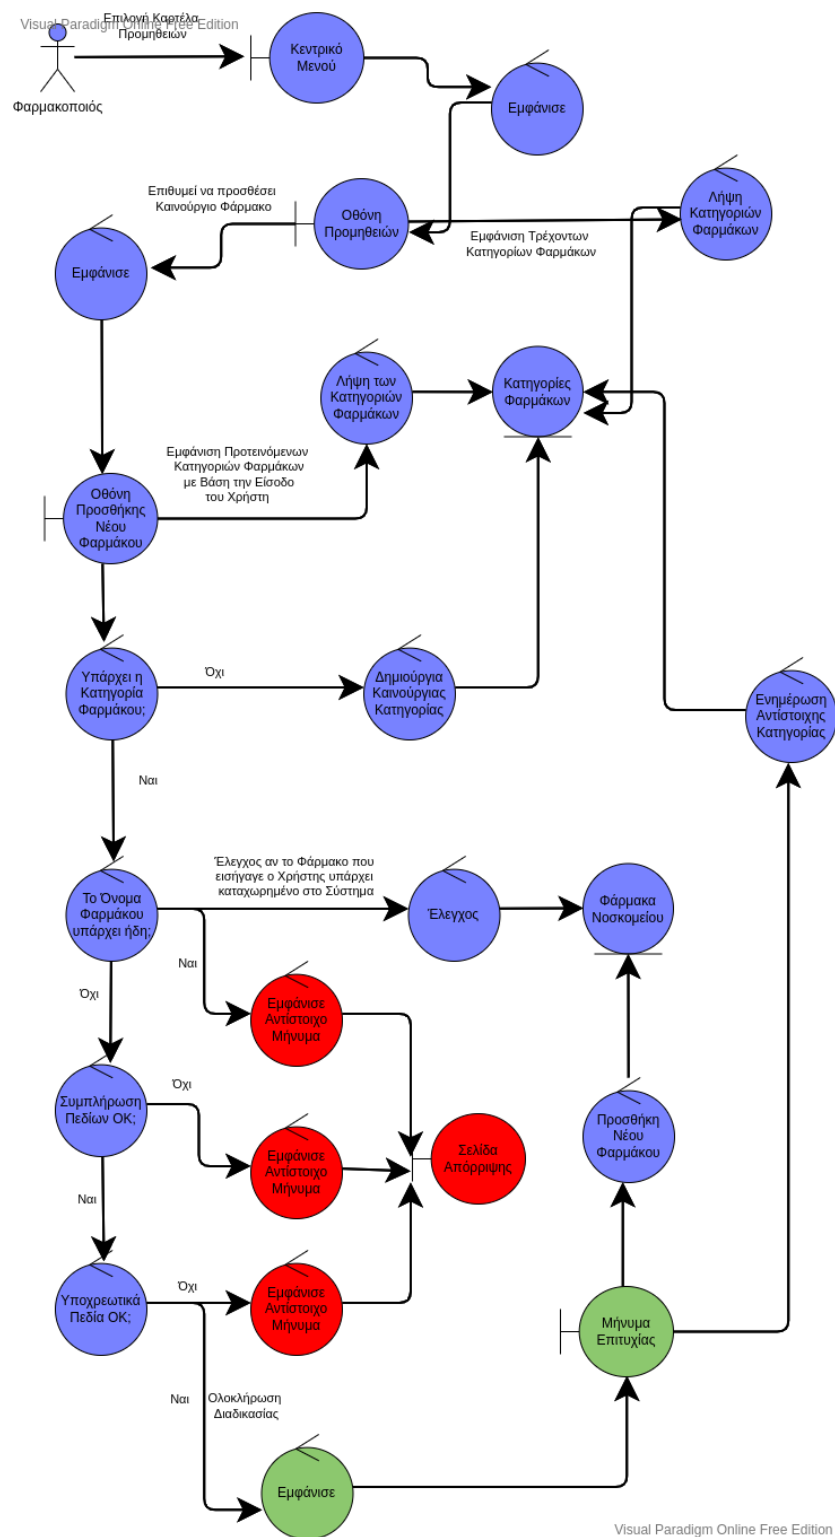 Visual Paradigm Online Free Edition
Επιλογή Καρτέλα
Προμηθειών
Φαρμακοποιός
Κεντρικό
Μενού
Εμφάνισε
Λήψη
Κατηγοριών
Φαρμάκων
Επιθυμεί να προσθέσει
Καινούργιο Φάρμακο
Οθόνη
Προμηθειών
Εμφάνιση Τρέχοντων
Κατηγορίων Φαρμάκων
Εμφάνισε
Λήψη των
Κατηγοριών
Φαρμάκων
Κατηγορίες
Φαρμάκων
Εμφάνιση Προτεινόμενων
Κατηγοριών Φαρμάκων
με Βάση την Είσοδο
του Χρήστη
Οθόνη
Προσθήκης
Νέου
Φαρμάκου
Υπάρχει η
Κατηγορία
Φαρμάκου;
Όχι
Δημιούργια
Καινούργιας
Κατηγορίας
Ενημέρωση
Αντίστοιχης
Κατηγορίας
Ναι
Το Όνομα
Φαρμάκου
υπάρχει ήδη;
Έλεγχος αν το Φάρμακο που
εισήγαγε ο Χρήστης υπάρχει
καταχωρημένο στο Σύστημα
Έλεγχος
Φάρμακα
Νοσκομείου
Ναι
Όχι
Εμφάνισε
Αντίστοιχο
Μήνυμα
Συμπλήρωση
Πεδίων ΟΚ;
Όχι
Εμφάνισε
Αντίστοιχο
Μήνυμα
Σελίδα
Απόρριψης
Προσθήκη
Νέου
Φαρμάκου
Ναι
Υποχρεωτικά
Πεδία ΟΚ;
Όχι
Εμφάνισε
Αντίστοιχο
Μήνυμα
Μήνυμα
Επιτυχίας
Ναι
Ολοκλήρωση
Διαδικασίας
Εμφάνισε
Visual Paradigm Online Free Edition